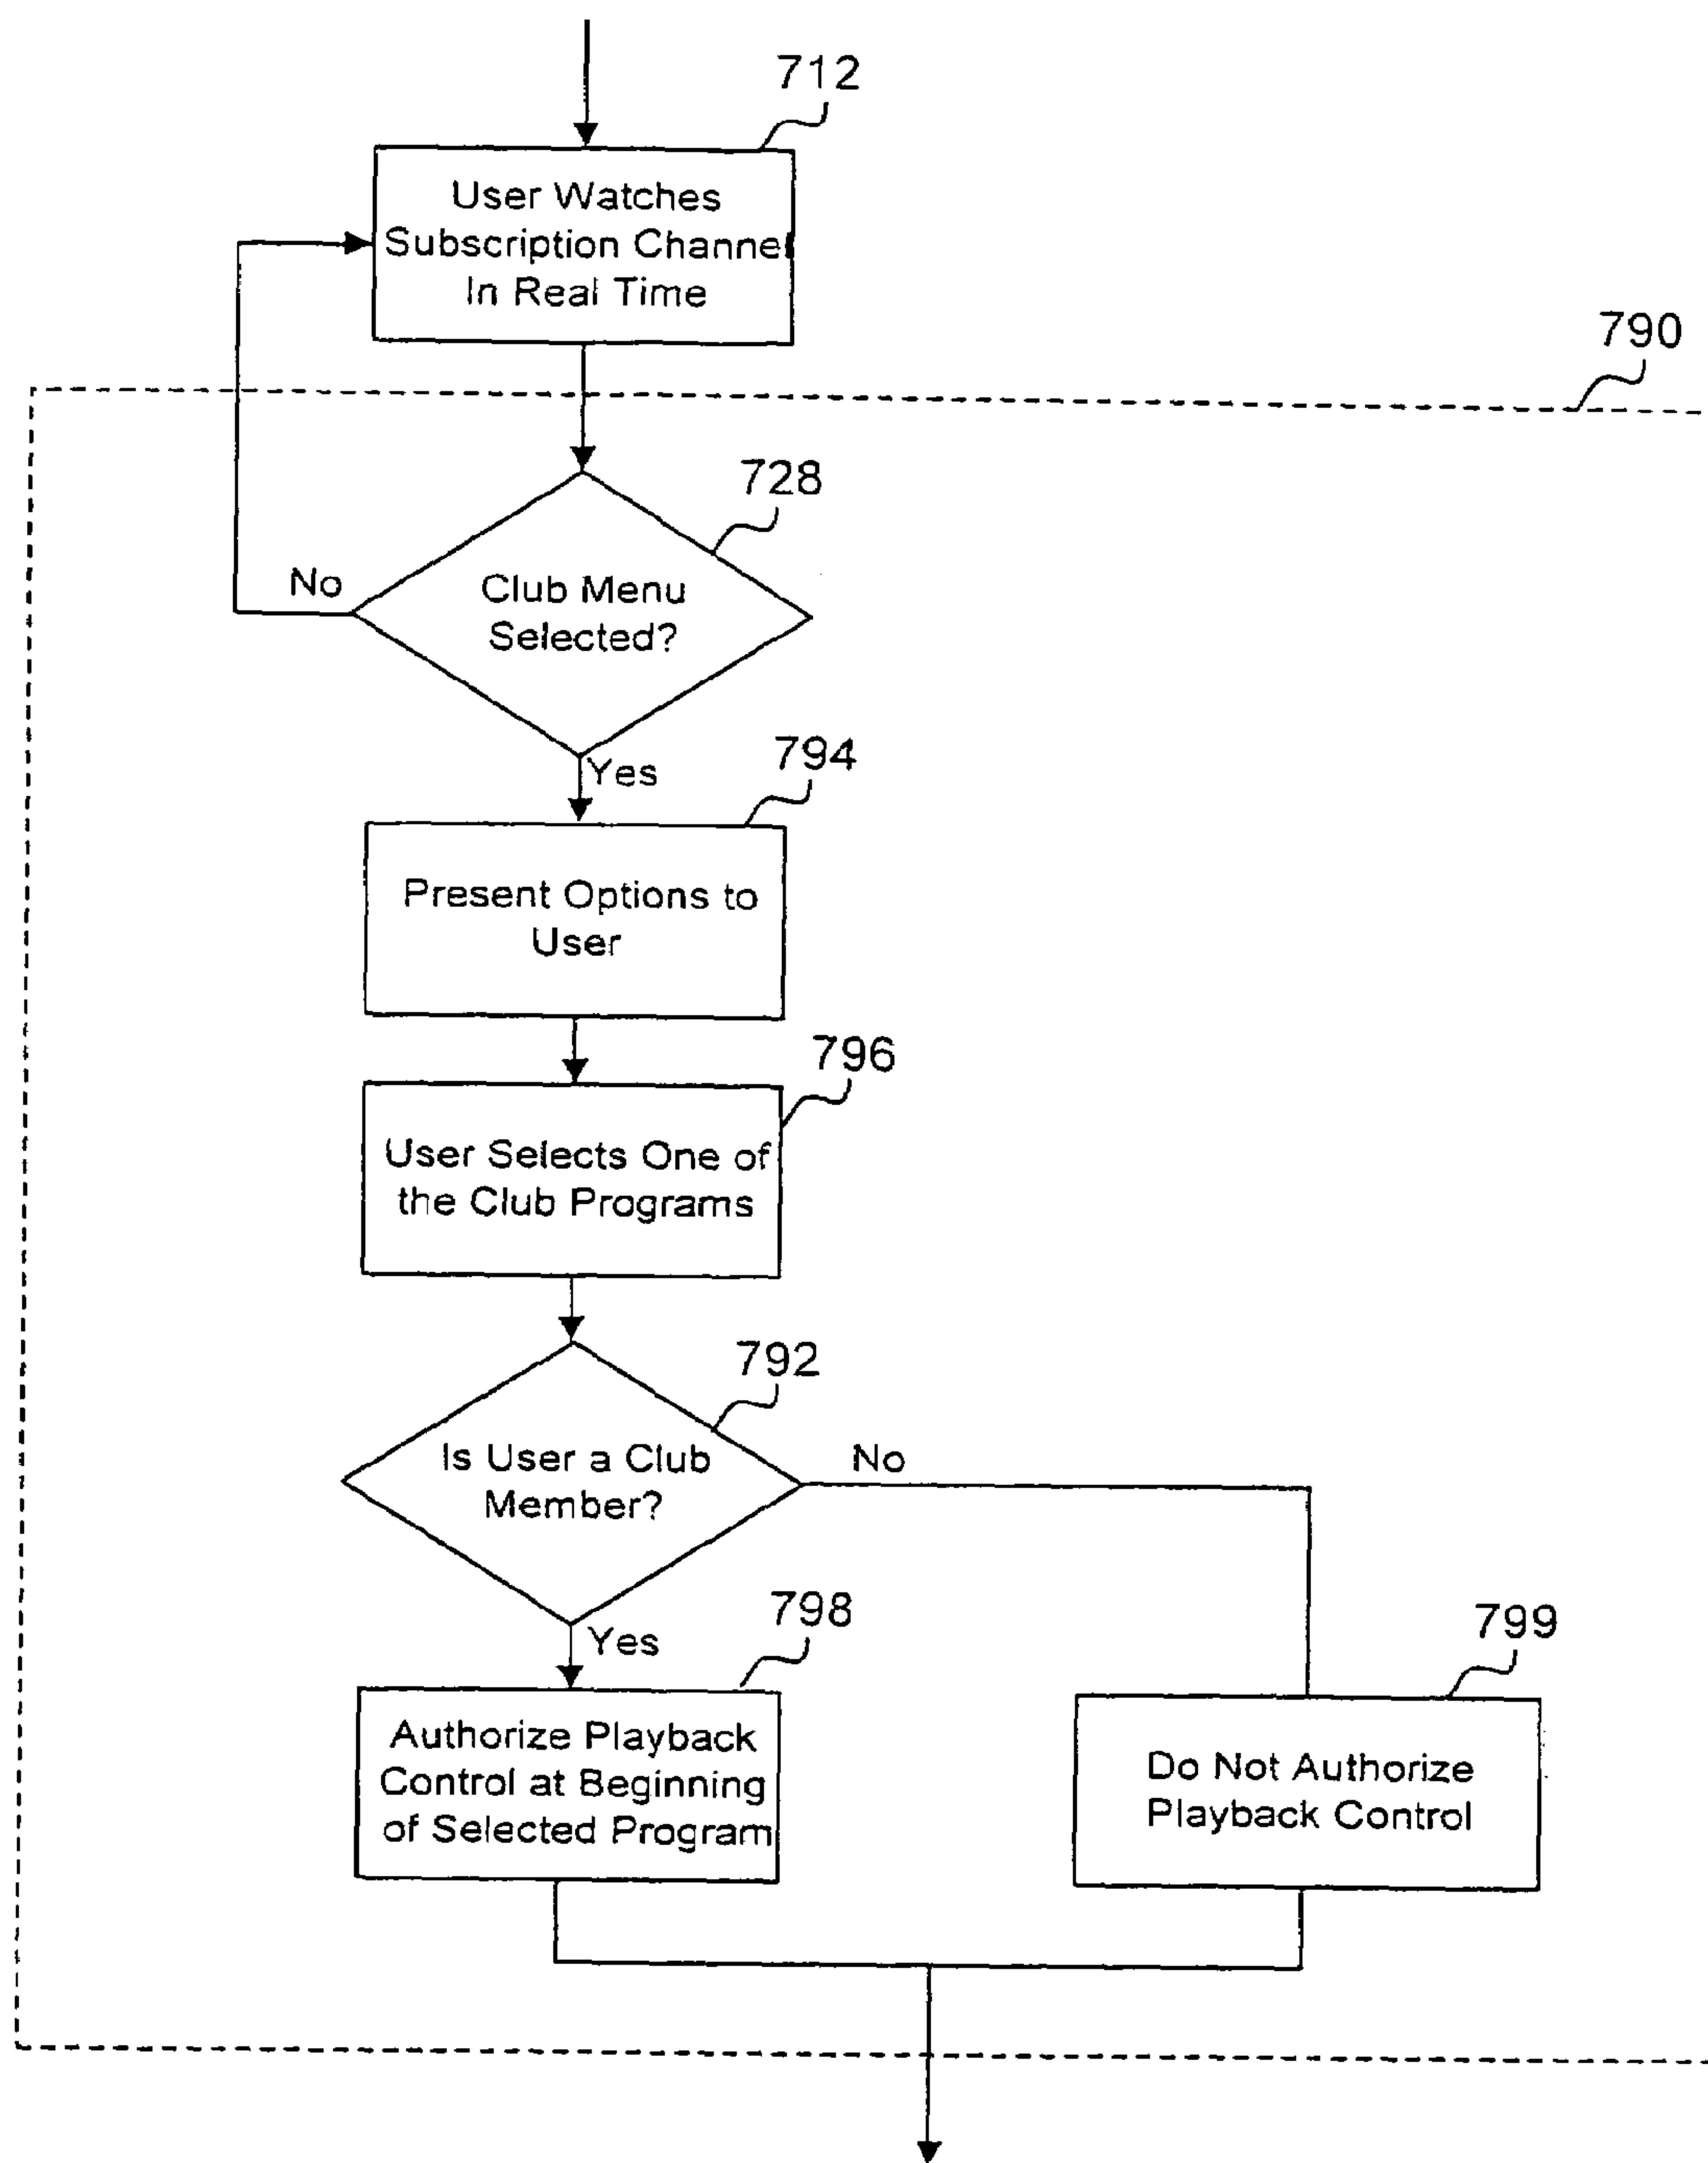 712
User Watches
Subscription Channel
In Real Time
790
728
No
Club Menu
Selected?
Yes
794
Present Options to
User
796
User Selects One of
the Club Programs
792
Is User a Club
Member?
No
Yes
798
Authorize Playback
Control at Beginning
of Selected Program
799
Do Not Authorize
Playback Control